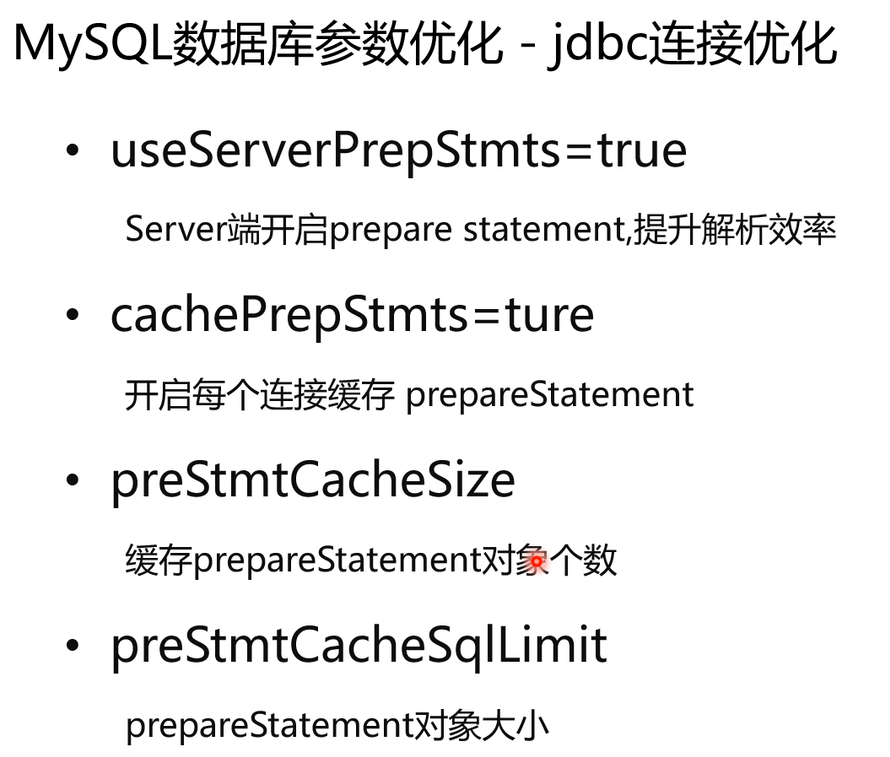 MySQL数据库参数优化 - jdbc连接优化
• useServerPrepStmts=true
Server端开启prepare statement,提升解析效率
• cachePrepStmts=ture
开启每个连接缓存 prepareStatement
• preStmtCacheSize
缓存prepareStatement对象个数
• preStmtCacheSqlLimit
prepareStatement对象大小